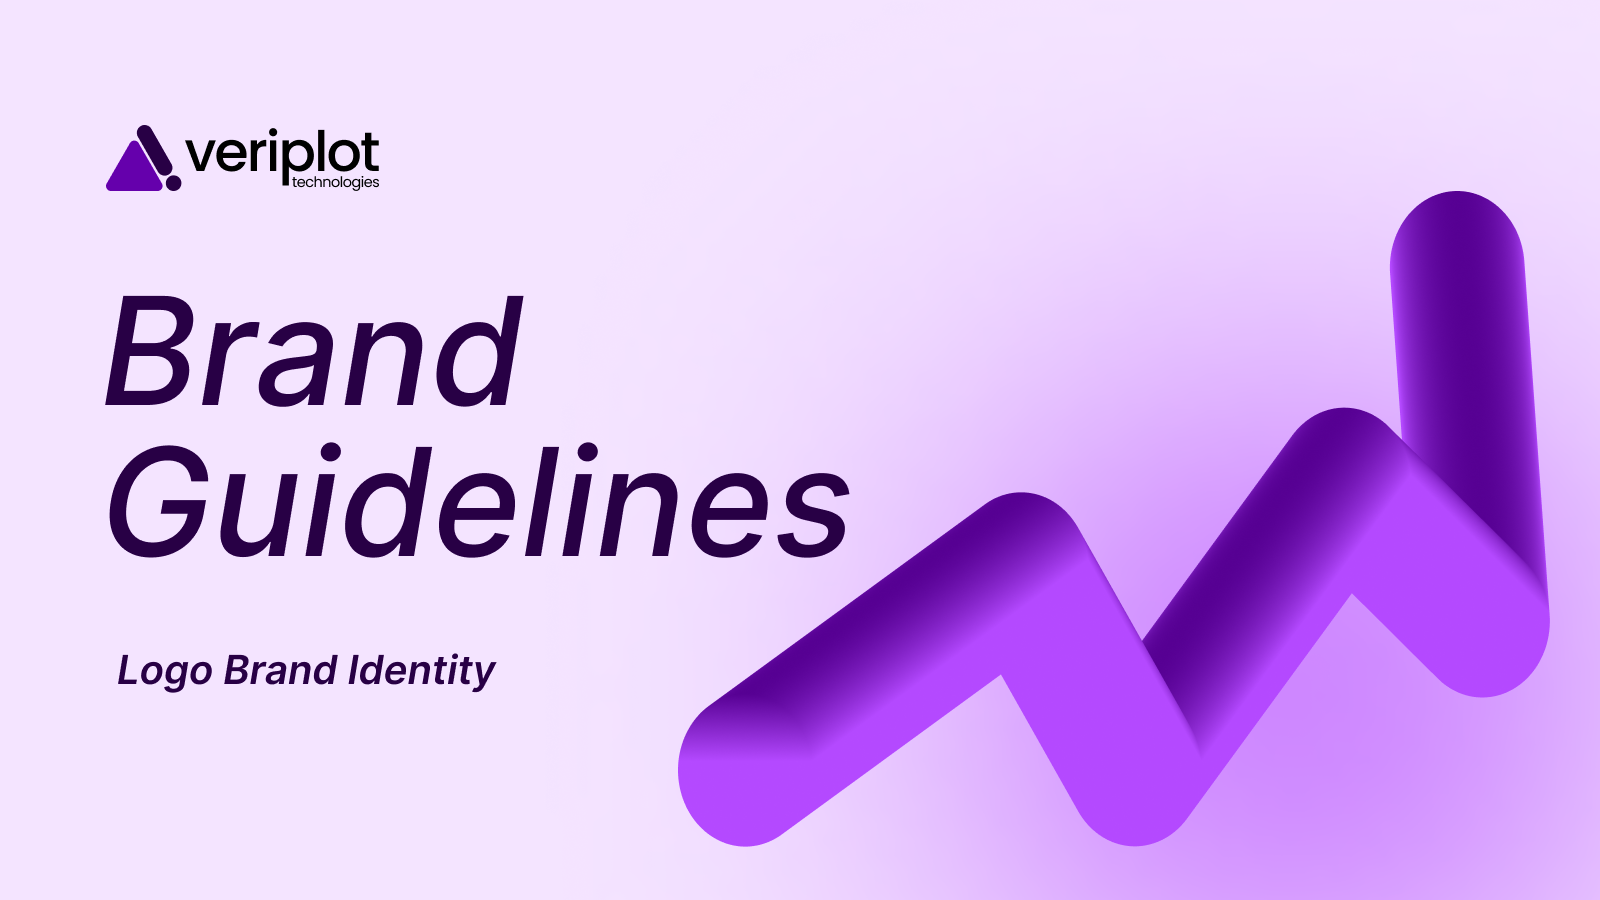 veriplot
technologies
Brand
Guidelines
Logo Brand Identity